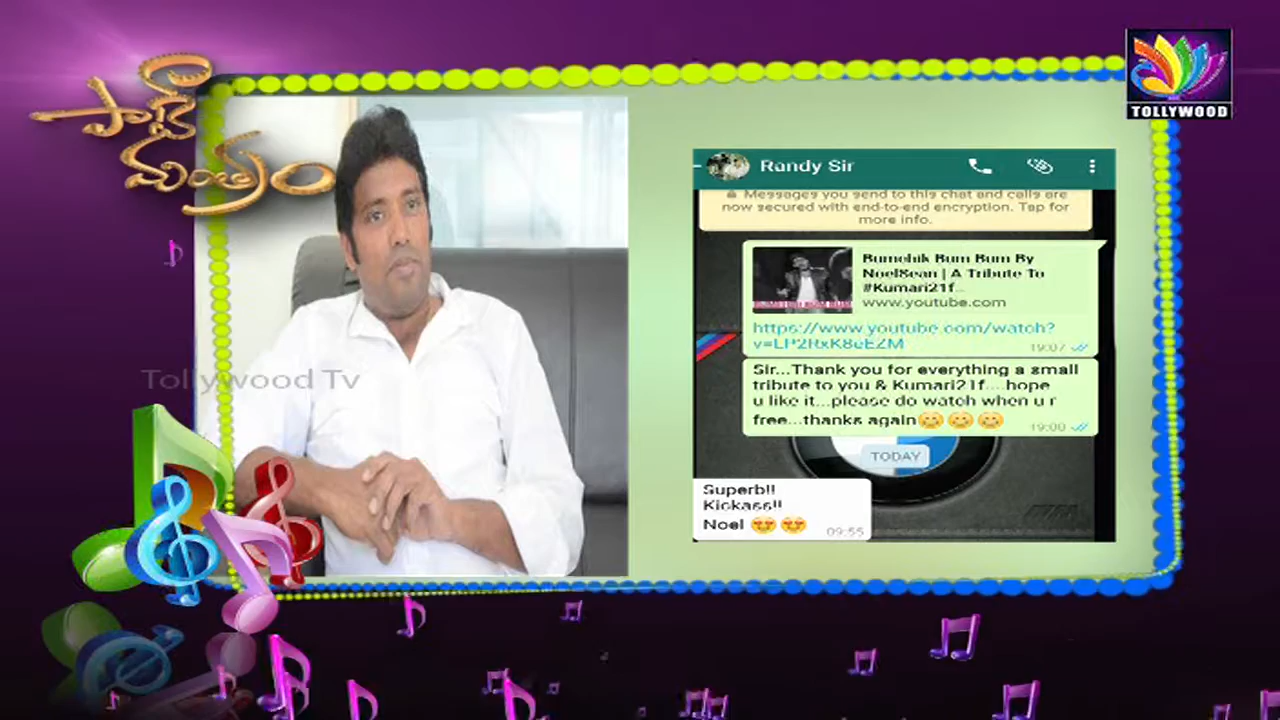 పాటే
మంత్రం
TOLLYWOOD
Tollywood Tv
Randy Sir
Messages you send to this chat and calls are
now secured with end-to-end encryption. Tap for
more info.
Bumchik Bum Bum By
Noel Sean | A Tribute To
#Kumari21f..
www.youtube.com
https://www.youtube.com/watch?
v=LP2RxK8eEZM
19:07
Sir...Thank you for everything a small
tribute to you & Kumari21f....hope
u like it...please do watch when u r
free...thanks again
19:00
TODAY
Superb!!
Kickass!!
Noel
09:55